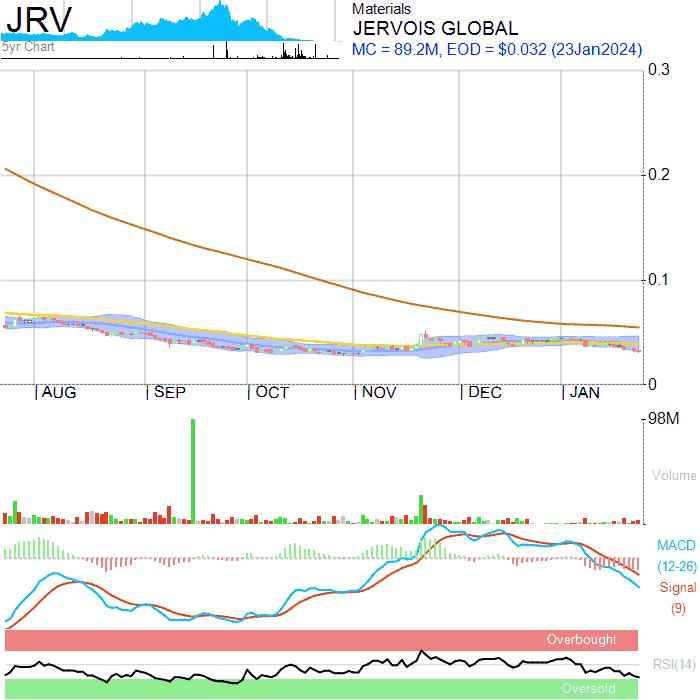 JRV
5yr Chart
Materials
JERVOIS GLOBAL
MC = 89.2M, EOD = $0.032 (23Jan2024)
0.3
0.2
0.1
0
AUG SEP OCT NOV DEC JAN
98M
Volume
MACD
(12-26)
Signal
(9)
Overbought
RSI(14)
Oversold